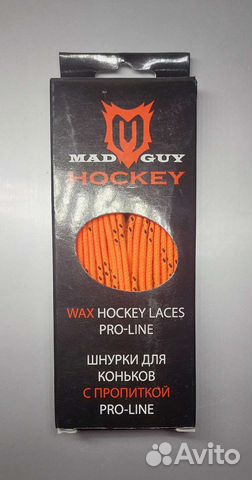 MAD GUY
HOCKEY
WAX HOCKEY LACES
PRO-LINE
ШНУРКИ ДЛЯ
КОНЬКОВ
С ПРОПИТКОЙ
PRO-LINE
Avito